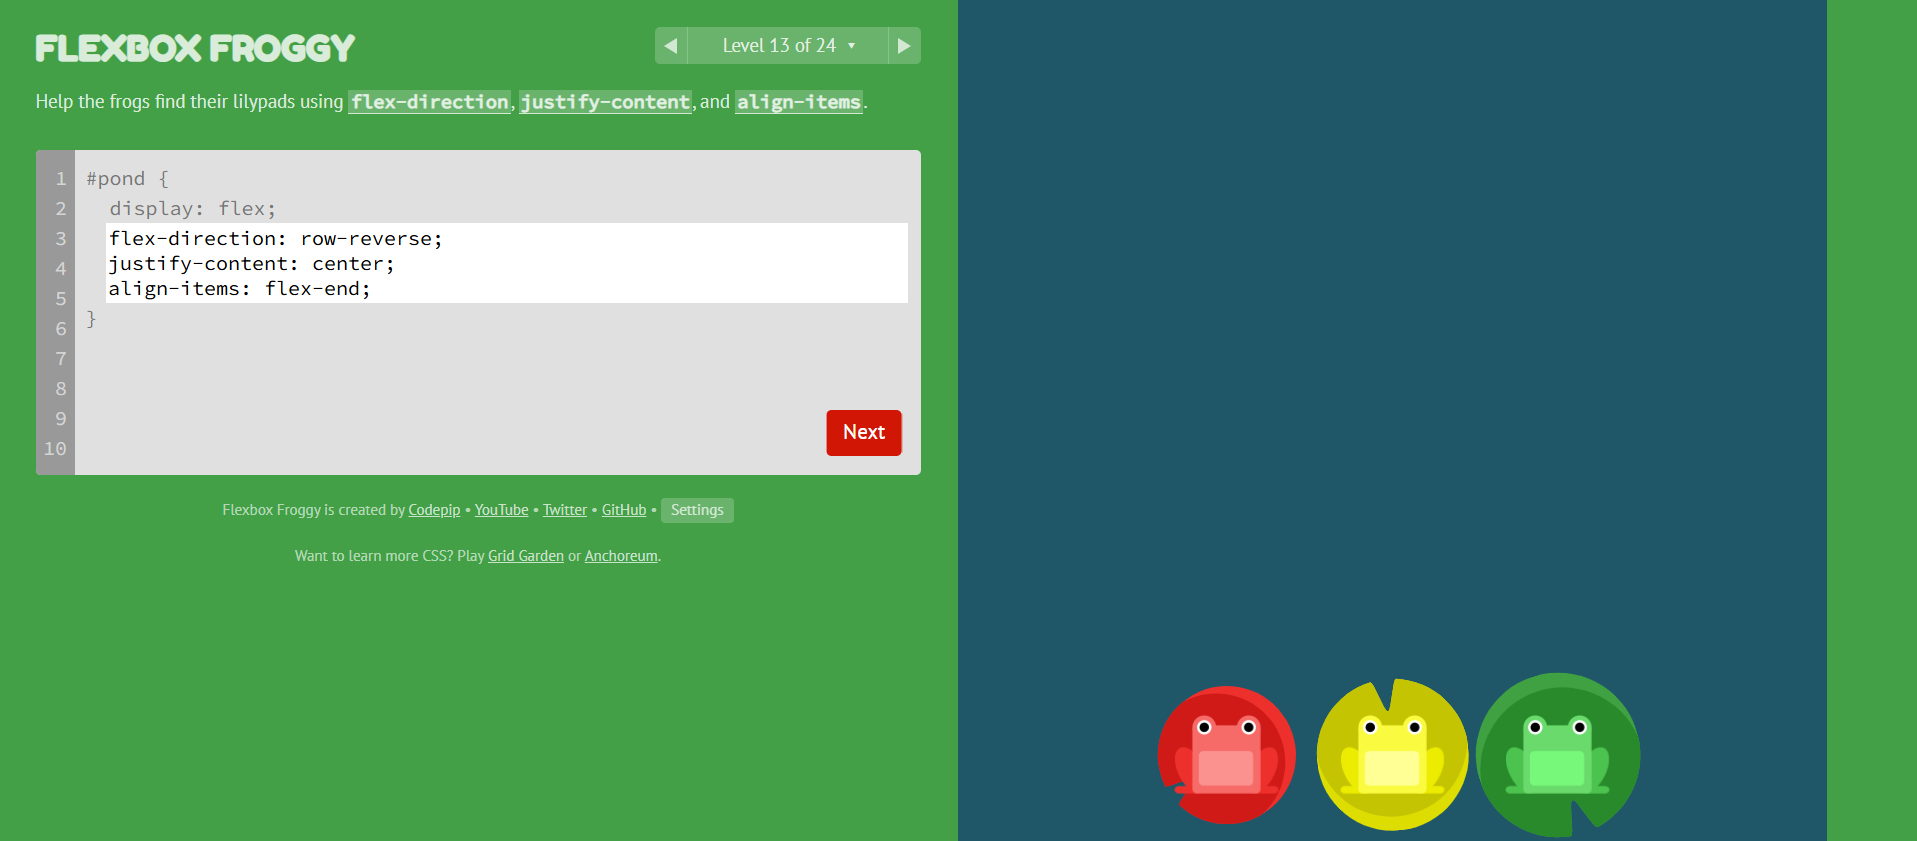 FLEXBOX FROGGY
Level 13 of 24
Help the frogs find their lilypads using flex-direction, justify-content, and align-items.
1 #pond {
2 display: flex;
3 flex-direction: row-reverse;
4 justify-content: center;
5 align-items: flex-end;
6 }
7
8
9
10
Next
Flexbox Froggy is created by Codepip • YouTube • Twitter • GitHub • Settings
Want to learn more CSS? Play Grid Garden or Anchoreum.